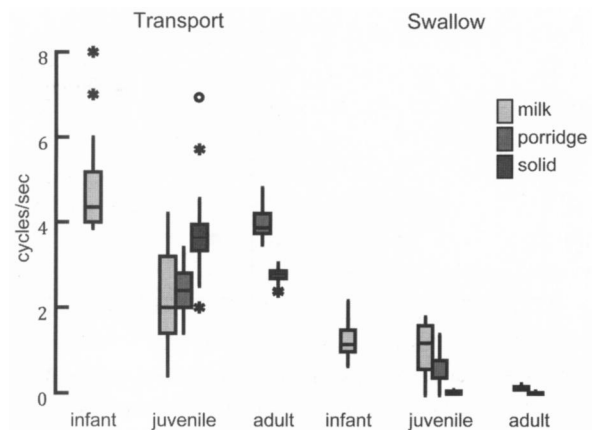 Transport Swallow
8
6
4
2
0
cycles/sec
milk
porridge
solid
infant juvenile adult infant juvenile adult